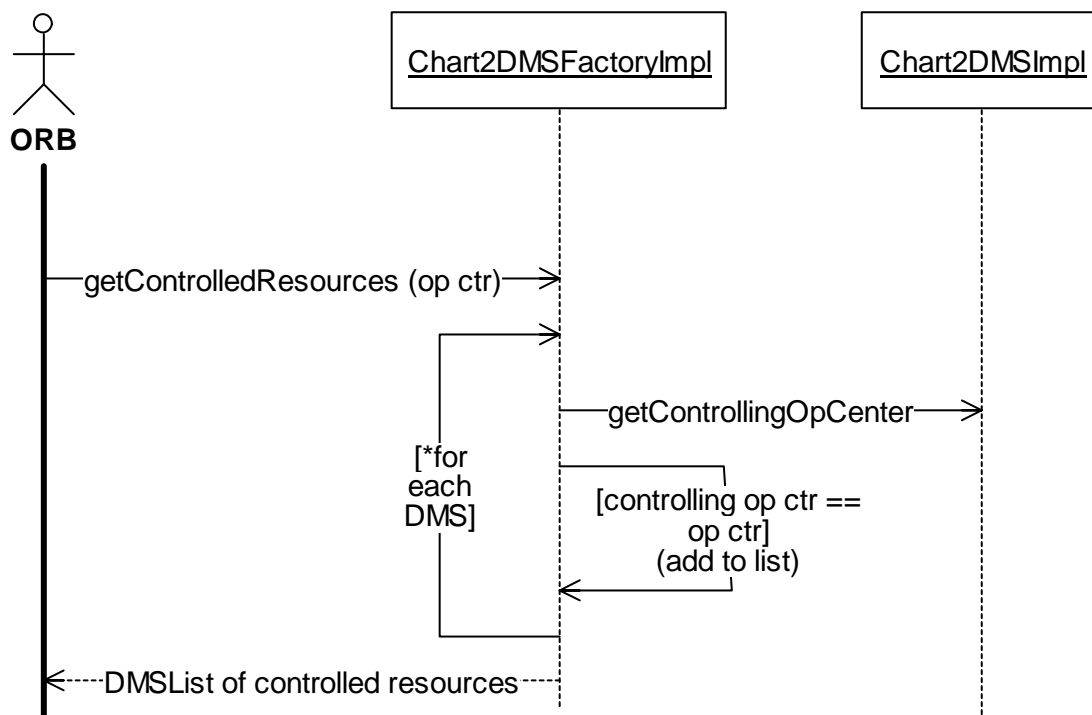 Chart2DMSFactoryImpl
Chart2DMSImpl
ORB
getControlledResources (op ctr)
getControllingOpCenter
[*for
each
DMS]
[controlling op ctr ==
op ctr]
(add to list)
DMSList of controlled resources